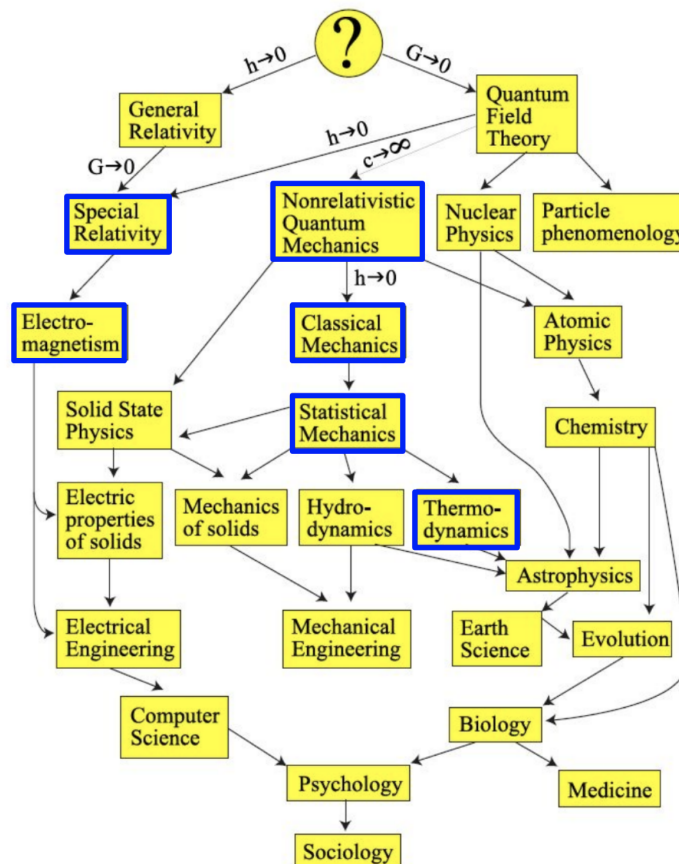 ?
h→0
G→0
General
Relativity
Quantum
Field
Theory
h→0
c→∞
G→0
Special
Relativity
Nonrelativistic
Quantum
Mechanics
Nuclear
Physics
Particle
phenomenology
h→0
Electro-
magnetism
Classical
Mechanics
Atomic
Physics
Solid State
Physics
Statistical
Mechanics
Chemistry
Electric
properties
of solids
Mechanics
of solids
Hydro-
dynamics
Thermo-
dynamics
Astrophysics
Electrical
Engineering
Mechanical
Engineering
Earth
Science
Evolution
Computer
Science
Biology
Psychology
Medicine
Sociology